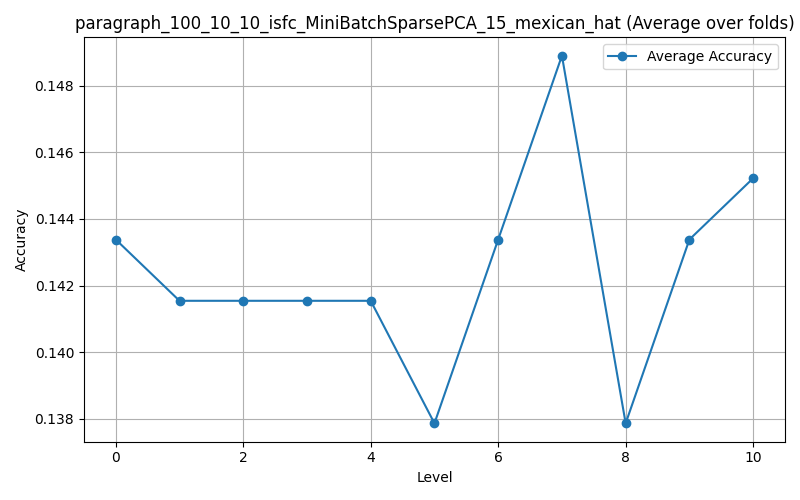 paragraph_100_10_10_isfc_MiniBatchSparsePCA_15_mexican_hat (Average over folds)
Average Accuracy
0.148
0.146
0.144
0.142
0.140
0.138
Accuracy
0 2 4 6 8 10
Level